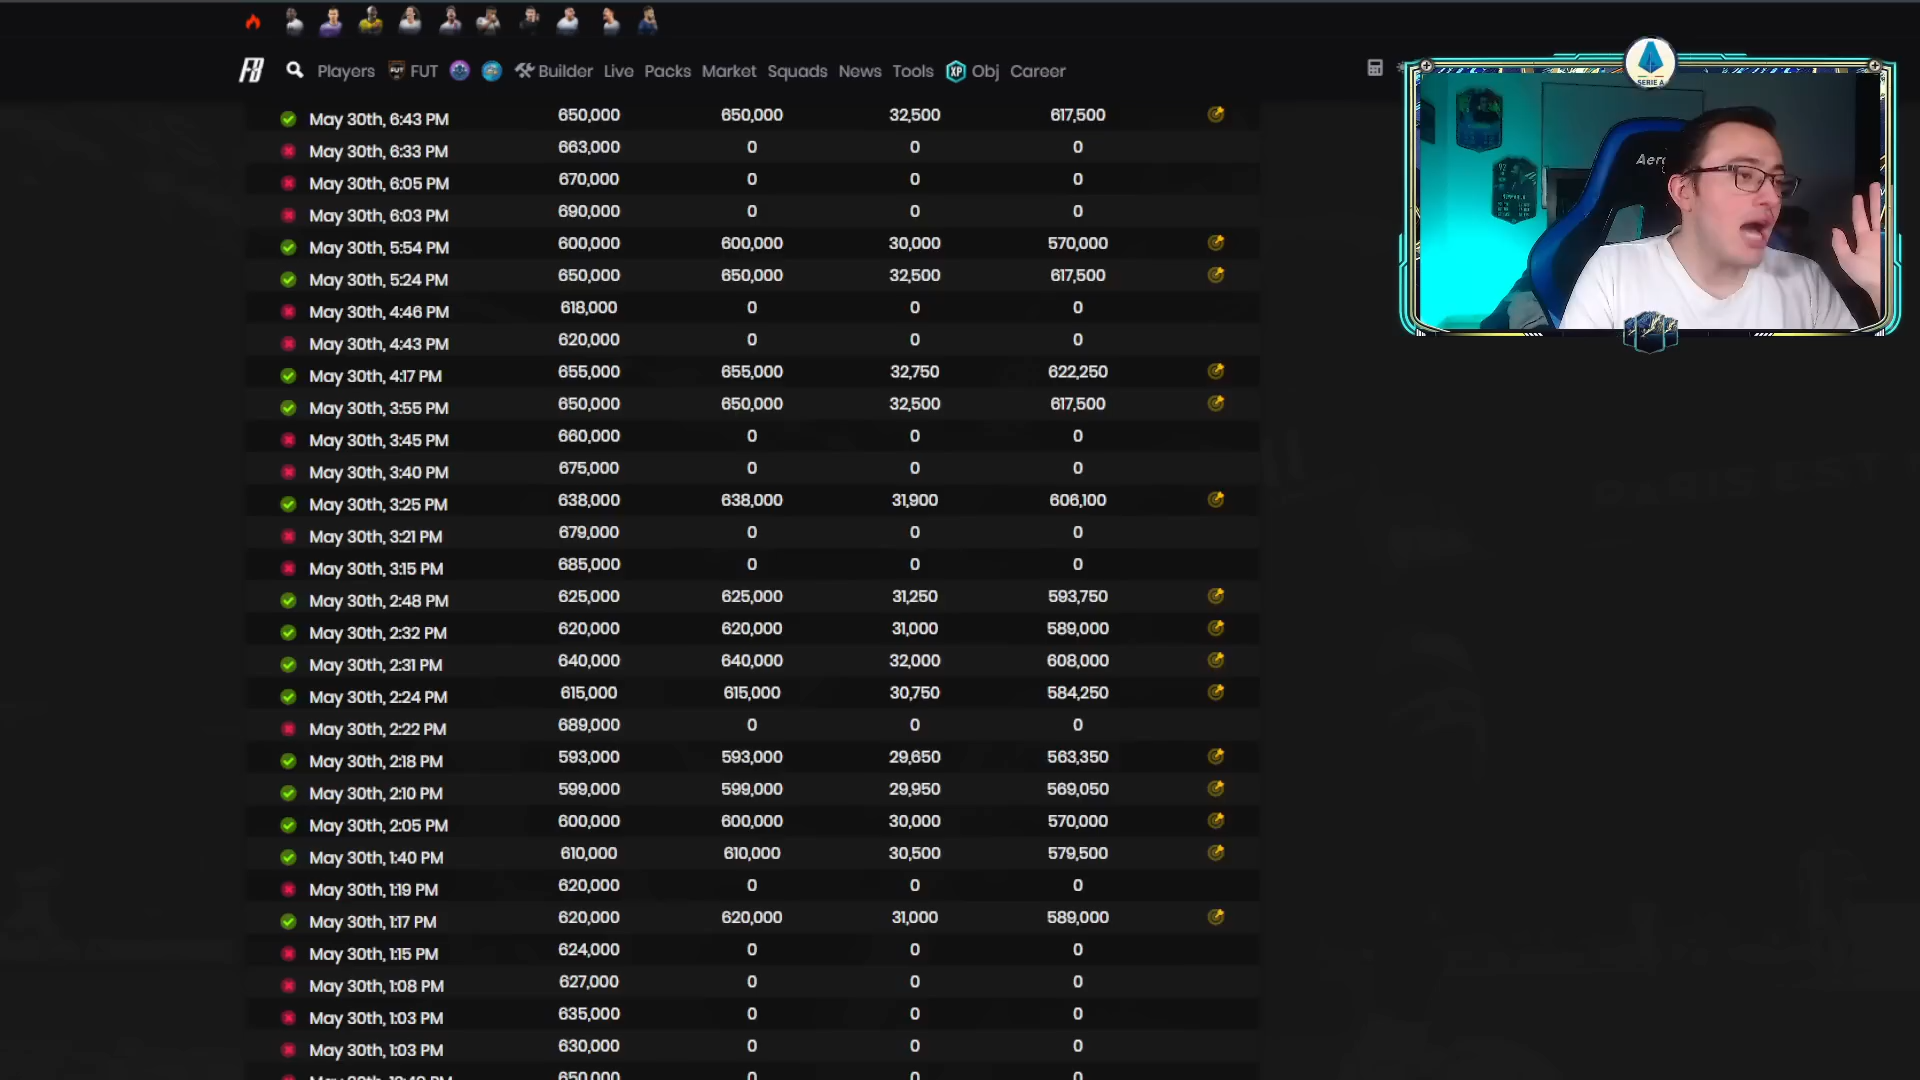 FB Players FUT FUT Builder Live Packs Market Squads News Tools XP Obj Career
SERIE A
Aero
May 30th, 6:43 PM 650,000 650,000 32,500 617,500
May 30th, 6:33 PM 663,000 0 0 0
May 30th, 6:05 PM 670,000 0 0 0
May 30th, 6:03 PM 690,000 0 0 0
May 30th, 5:54 PM 600,000 600,000 30,000 570,000
May 30th, 5:24 PM 650,000 650,000 32,500 617,500
May 30th, 4:46 PM 618,000 0 0 0
May 30th, 4:43 PM 620,000 0 0 0
May 30th, 4:17 PM 655,000 655,000 32,750 622,250
May 30th, 3:55 PM 650,000 650,000 32,500 617,500
May 30th, 3:45 PM 660,000 0 0 0
May 30th, 3:40 PM 675,000 0 0 0
May 30th, 3:25 PM 638,000 638,000 31,900 606,100
May 30th, 3:21 PM 679,000 0 0 0
May 30th, 3:15 PM 685,000 0 0 0
May 30th, 2:48 PM 625,000 625,000 31,250 593,750
May 30th, 2:32 PM 620,000 620,000 31,000 589,000
May 30th, 2:31 PM 640,000 640,000 32,000 608,000
May 30th, 2:24 PM 615,000 615,000 30,750 584,250
May 30th, 2:22 PM 689,000 0 0 0
May 30th, 2:18 PM 593,000 593,000 29,650 563,350
May 30th, 2:10 PM 599,000 599,000 29,950 569,050
May 30th, 2:05 PM 600,000 600,000 30,000 570,000
May 30th, 1:40 PM 610,000 610,000 30,500 579,500
May 30th, 1:19 PM 620,000 0 0 0
May 30th, 1:17 PM 620,000 620,000 31,000 589,000
May 30th, 1:15 PM 624,000 0 0 0
May 30th, 1:08 PM 627,000 0 0 0
May 30th, 1:03 PM 635,000 0 0 0
May 30th, 1:03 PM 630,000 0 0 0
650,000 0 0 0